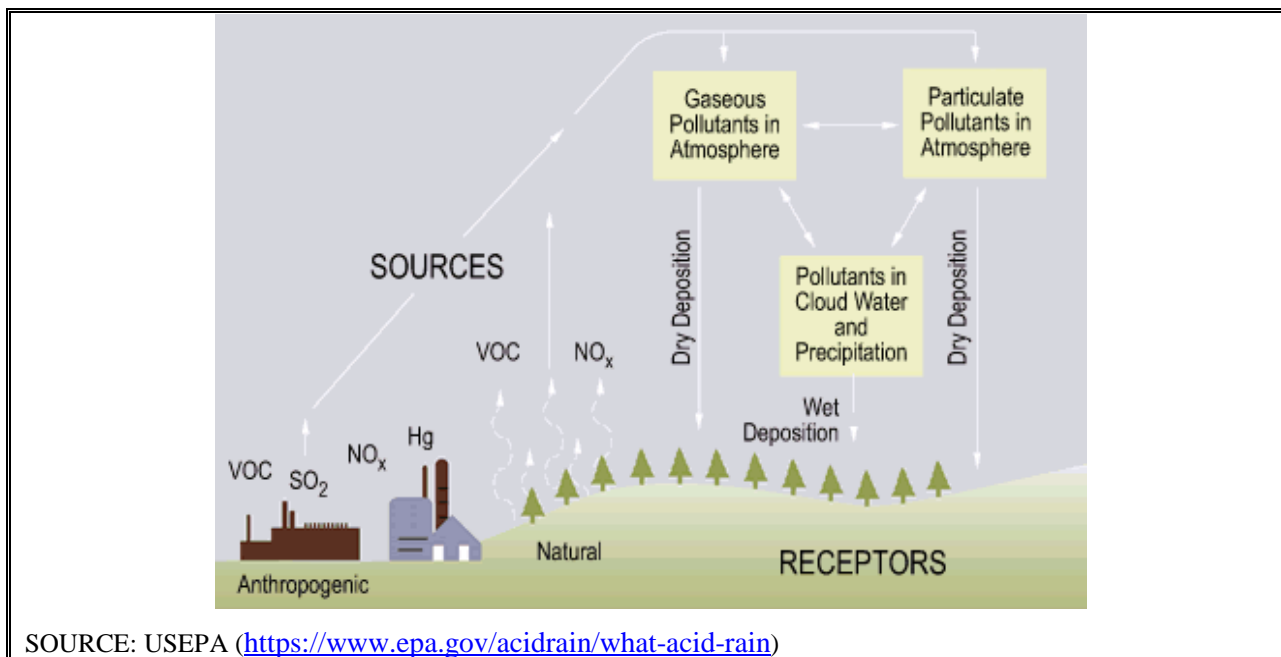 Gaseous
Pollutants in
Atmosphere
Particulate
Pollutants in
Atmosphere
SOURCES
Dry Deposition
Pollutants in
Cloud Water
and
Precipitation
Dry Deposition
VOC
NOx
Wet
Deposition
VOC
SO2
NOx
Hg
Natural
RECEPTORS
Anthropogenic
SOURCE: USEPA (https://www.epa.gov/acidrain/what-acid-rain)